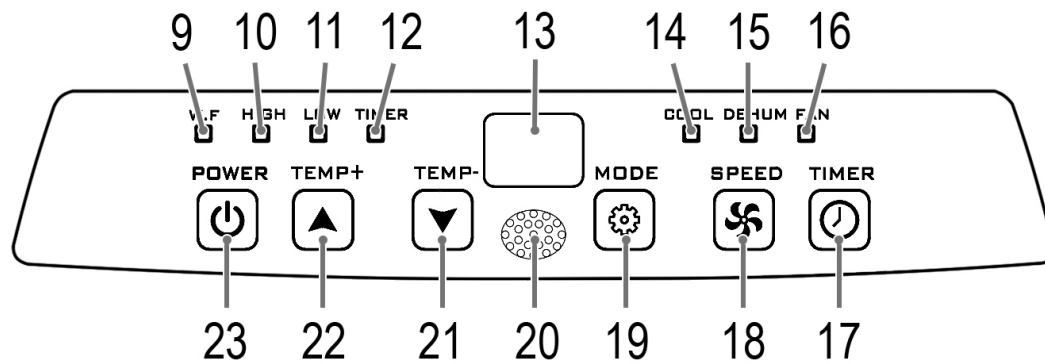 9 10 11 12 13 14 15 16
W.F HIGH LOW TIMER COOL DEHUM FAN
POWER TEMP+ TEMP- MODE SPEED TIMER
23 22 21 20 19 18 17